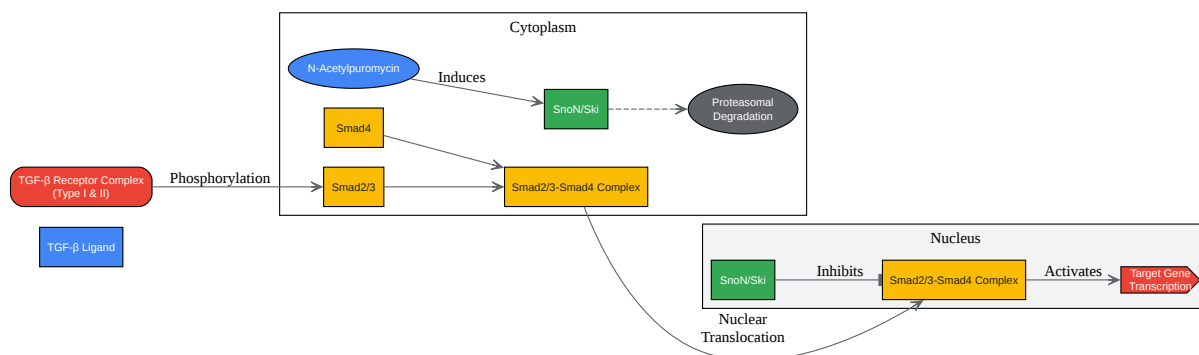 Cytoplasm
N-Acetylpuromycin
Induces
SnoN/Ski
Proteasomal
Degradation
Smad4
TGF-β Receptor Complex
(Type I & II)
Phosphorylation
Smad2/3
Smad2/3-Smad4 Complex
TGF-β Ligand
Nucleus
SnoN/Ski
Inhibits
Smad2/3-Smad4 Complex
Activates
Target Gene
Transcription
Nuclear
Translocation